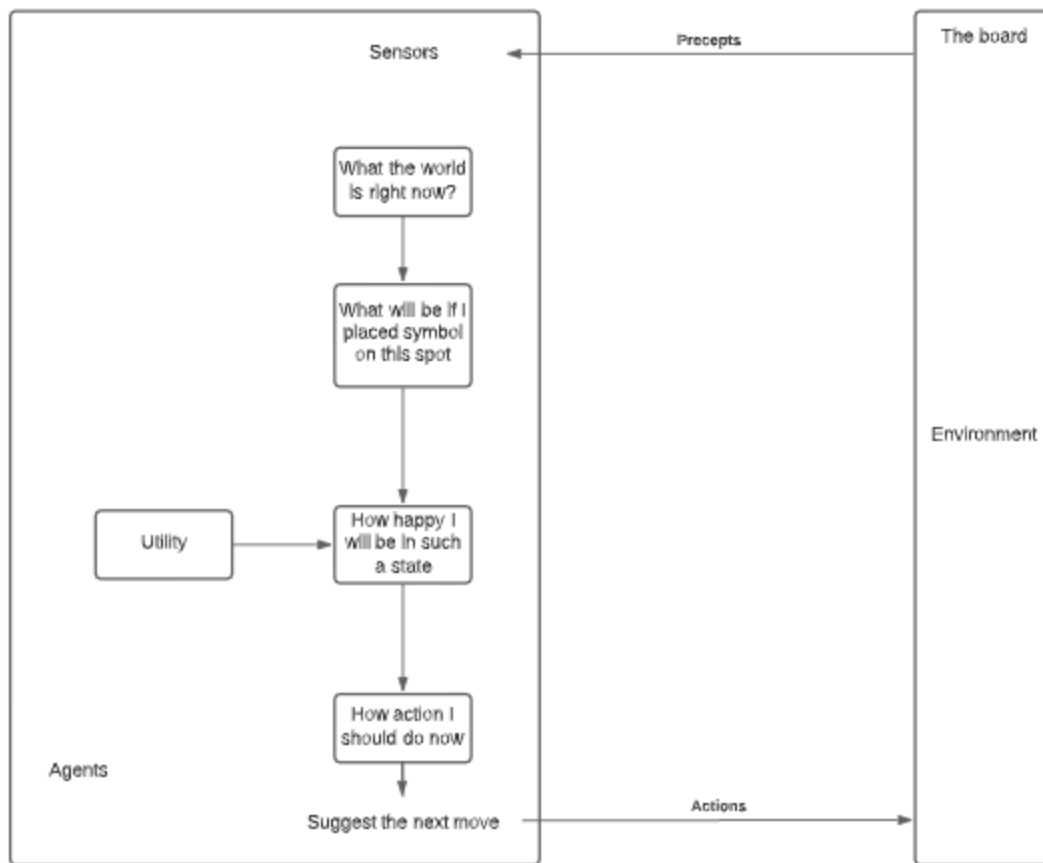 Sensors
Precepts
The board
What the world
is right now?
What will be if I
placed symbol
on this spot
Environment
Utility
How happy I
will be in such
a state
How action I
should do now
Agents
Suggest the next move
Actions